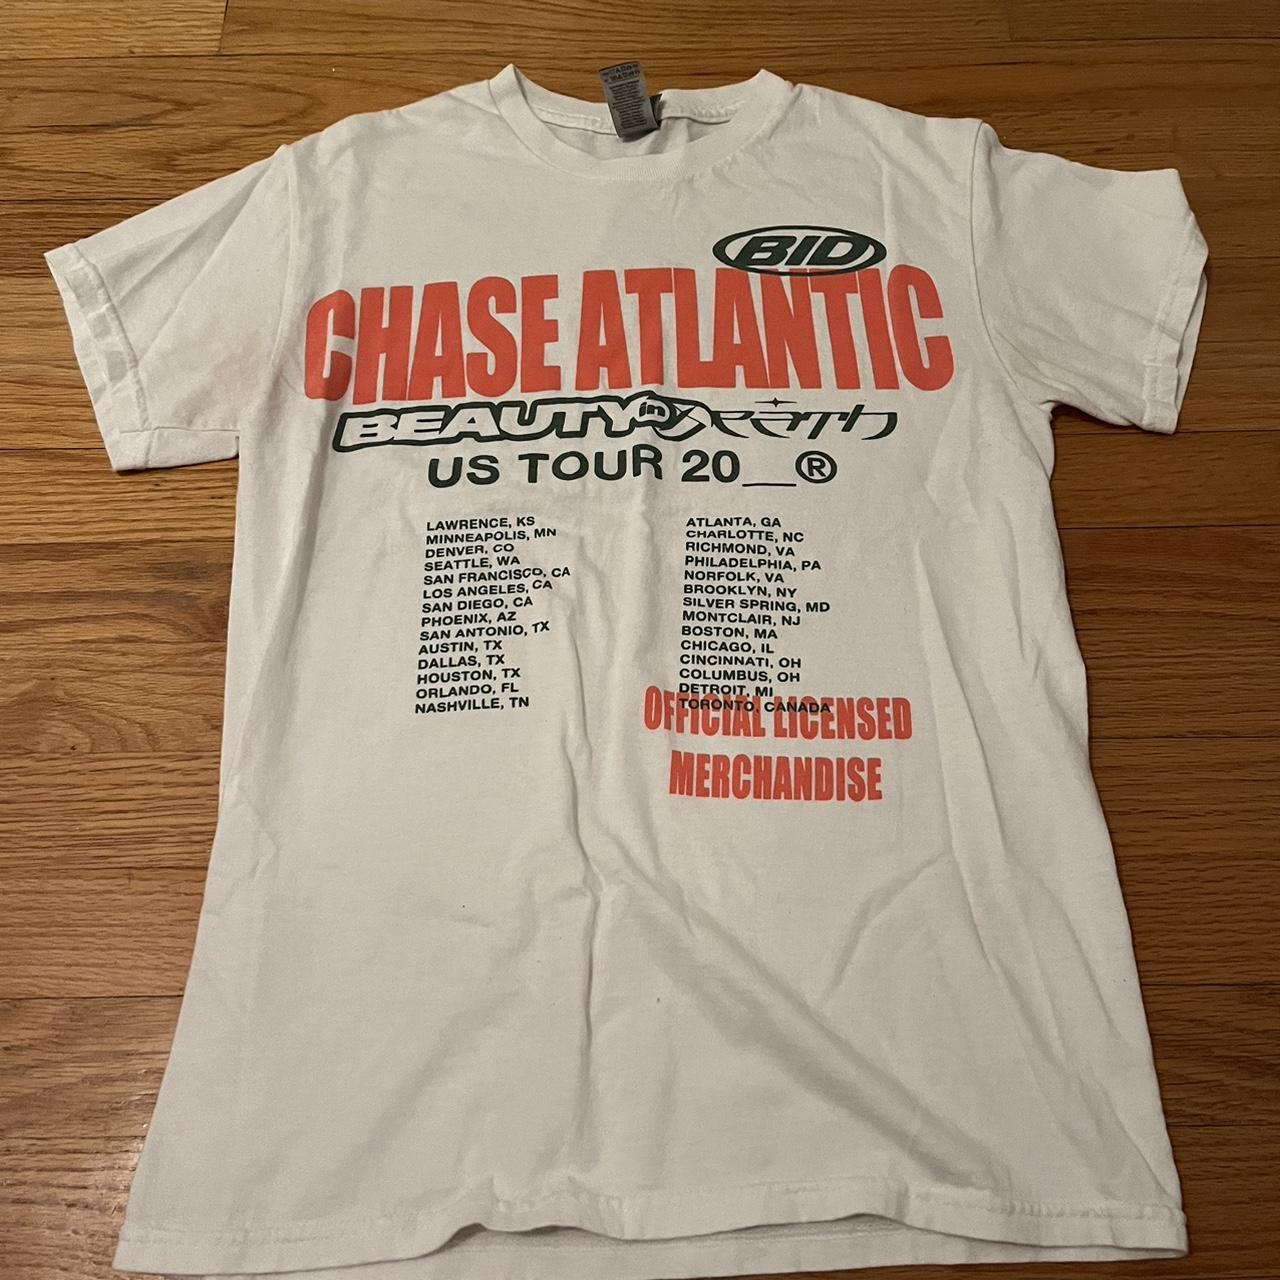 BID
CHASE ATLANTIC
BEAUTY in Death
US TOUR 20__®
LAWRENCE, KS
MINNEAPOLIS, MN
DENVER, CO
SEATTLE, WA
SAN FRANCISCO, CA
LOS ANGELES, CA
SAN DIEGO, CA
PHOENIX, AZ
SAN ANTONIO, TX
AUSTIN, TX
DALLAS, TX
HOUSTON, TX
ORLANDO, FL
NASHVILLE, TN
ATLANTA, GA
CHARLOTTE, NC
RICHMOND, VA
PHILADELPHIA, PA
NORFOLK, VA
BROOKLYN, NY
SILVER SPRING, MD
MONTCLAIR, NJ
BOSTON, MA
CHICAGO, IL
CINCINNATI, OH
COLUMBUS, OH
DETROIT, MI
TORONTO, CANADA
OFFICIAL LICENSED
MERCHANDISE